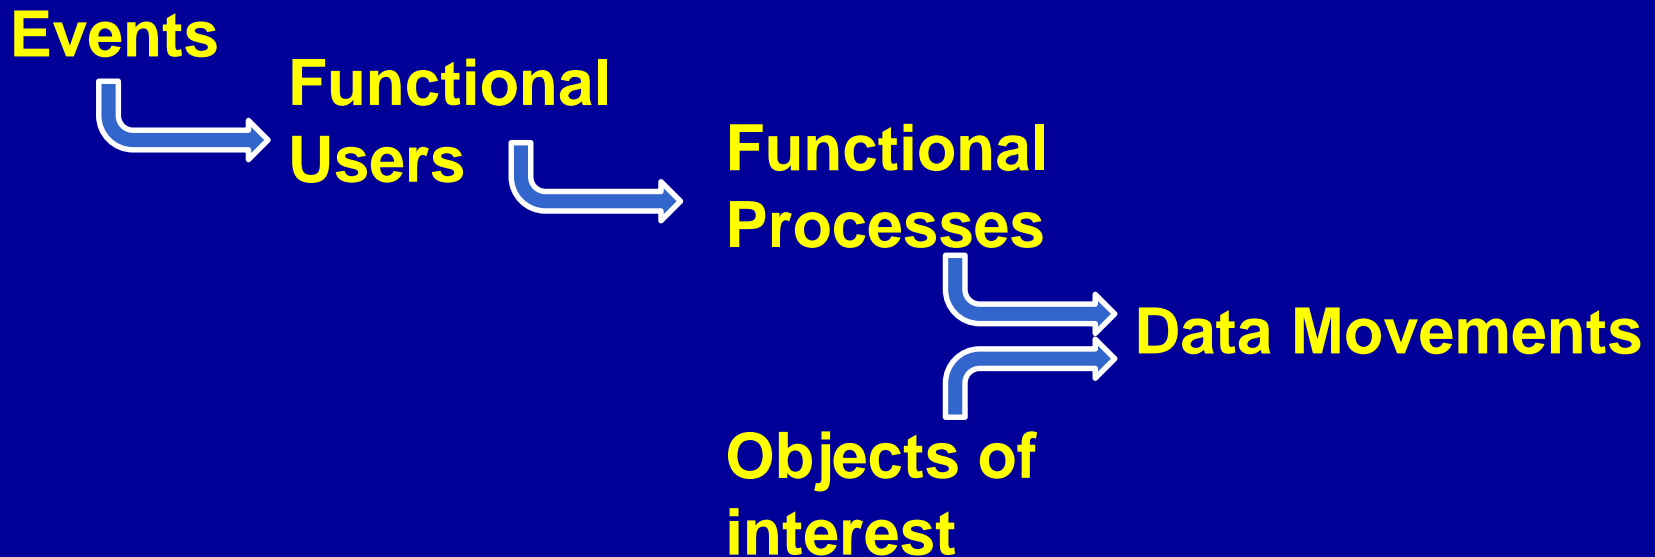 Events
Functional
Users
Functional
Processes
Data Movements
Objects of
interest